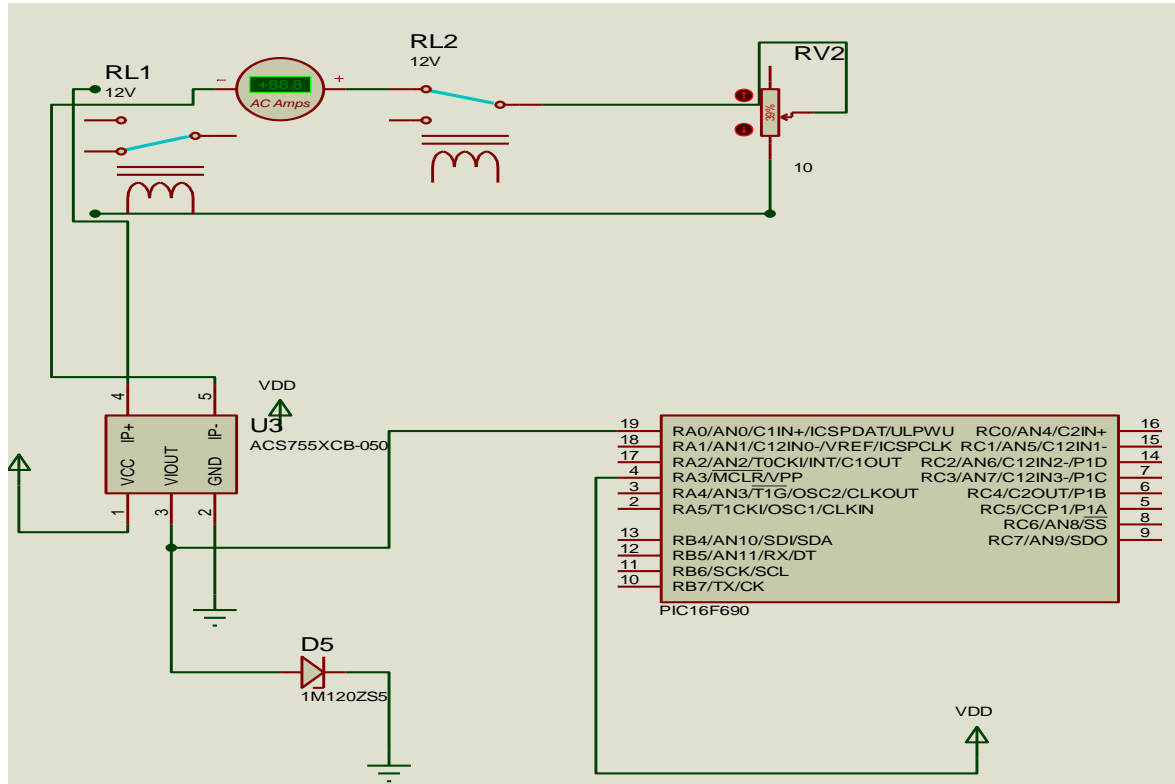 RL1
12V
+88.8
AC Amps
−
+
RL2
12V
RV2
39%
10
VDD
4
5
IP+
IP-
U3
ACS755XCB-050
VCC
VIOUT
GND
1
3
2
D5
1M120ZS5
19
RA0/AN0/C1IN+/ICSPDAT/ULPWU
RC0/AN4/C2IN+
16
18
RA1/AN1/C12IN0-/VREF/ICSPCLK
RC1/AN5/C12IN1-
15
17
RA2/AN2/T0CKI/INT/C1OUT
RC2/AN6/C12IN2-/P1D
14
4
RA3/MCLR/VPP
RC3/AN7/C12IN3-/P1C
7
3
RA4/AN3/T1G/OSC2/CLKOUT
RC4/C2OUT/P1B
6
2
RA5/T1CKI/OSC1/CLKIN
RC5/CCP1/P1A
5
RC6/AN8/SS
8
13
RB4/AN10/SDI/SDA
RC7/AN9/SDO
9
12
RB5/AN11/RX/DT
11
RB6/SCK/SCL
10
RB7/TX/CK
PIC16F690
VDD